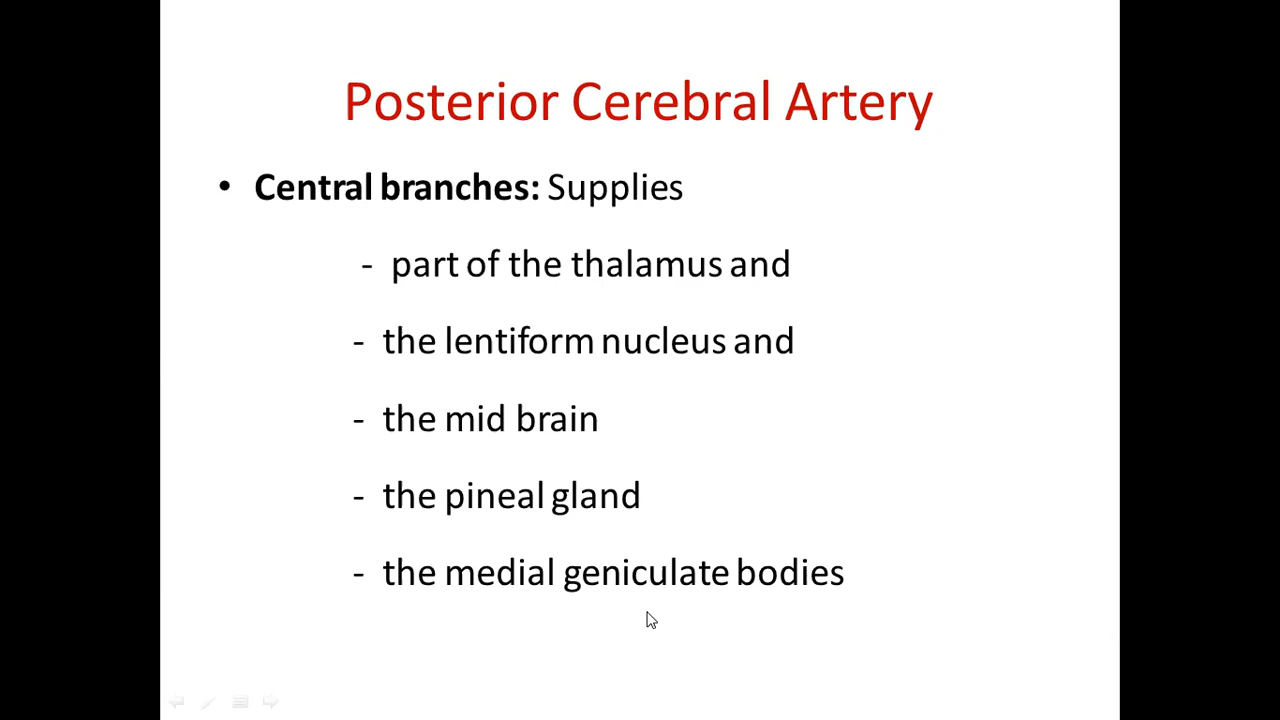 Posterior Cerebral Artery
• Central branches: Supplies
- part of the thalamus and
- the lentiform nucleus and
- the mid brain
- the pineal gland
- the medial geniculate bodies